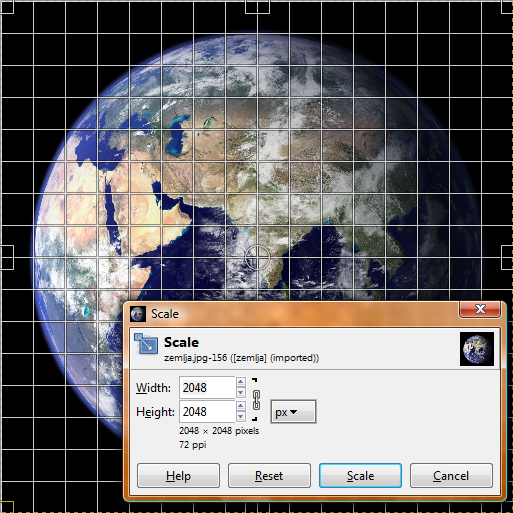 Scale
Scale
zemlja.jpg-156 ([zemlja] (imported))
Width: 2048
Height: 2048 px
2048 × 2048 pixels
72 ppi
Help Reset Scale Cancel